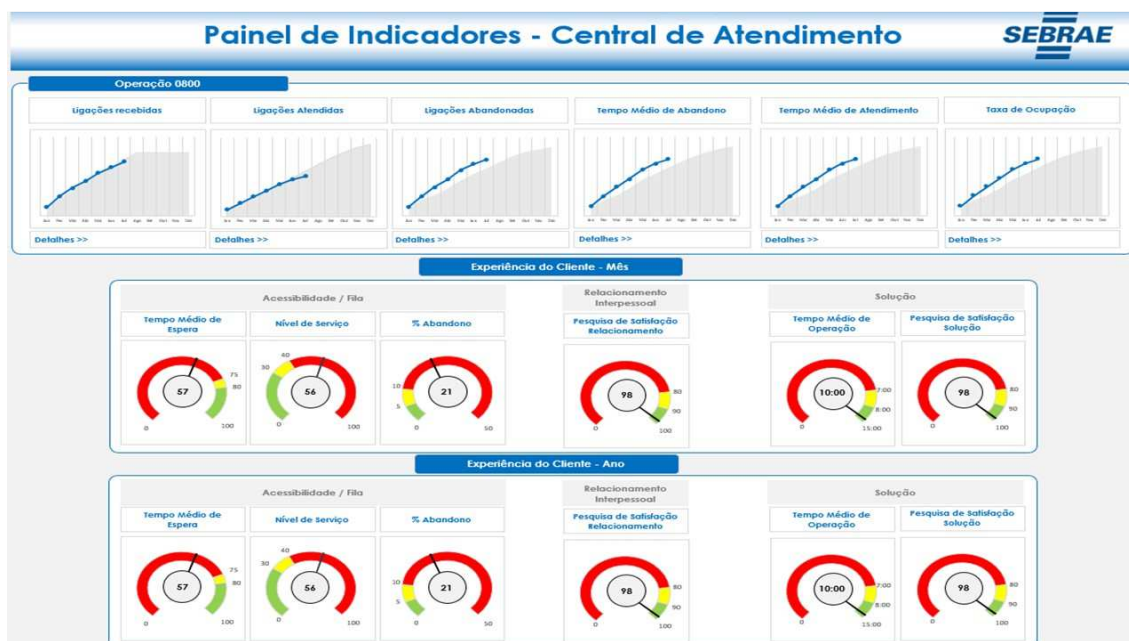 Painel de Indicadores - Central de Atendimento
SEBRAE
Operação 0800
Ligações recebidas
Ligações Atendidas
Ligações Abandonadas
Tempo Médio de Abandono
Tempo Médio de Atendimento
Taxa de Ocupação
Detalhes >>
Detalhes >>
Detalhes >>
Detalhes >>
Detalhes >>
Detalhes >>
Experiência do Cliente - Mês
Acessibilidade / Fila
Relacionamento
Interpessoal
Solução
Tempo Médio de
Espera
Nível de Serviço
% Abandono
Pesquisa de Satisfação
Relacionamento
Tempo Médio de
Operação
Pesquisa de Satisfação
Solução
57
75
80
0
100
40
30
56
0
100
10
5
21
0
50
98
80
90
0
100
10:00
7:00
8:00
0
15:00
98
80
90
0
100
Experiência do Cliente - Ano
Acessibilidade / Fila
Relacionamento
Interpessoal
Solução
Tempo Médio de
Espera
Nível de Serviço
% Abandono
Pesquisa de Satisfação
Relacionamento
Tempo Médio de
Operação
Pesquisa de Satisfação
Solução
57
75
80
0
100
40
30
56
0
100
10
5
21
0
50
98
80
90
0
100
10:00
7:00
8:00
0
15:00
98
80
90
0
100